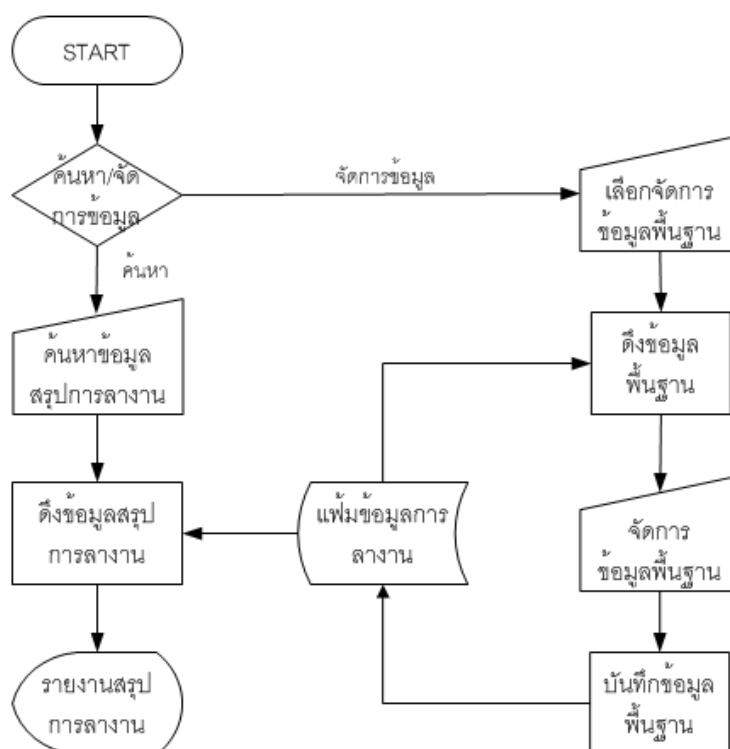 START
ค้นหา/จัด
การข้อมูล
จัดการข้อมูล
เลือกจัดการ
ข้อมูลพื้นฐาน
ค้นหา
ค้นหาข้อมูล
สรุปการลางาน
ดึงข้อมูล
พื้นฐาน
ดึงข้อมูลสรุป
การลางาน
แฟ้มข้อมูลการ
ลางาน
จัดการ
ข้อมูลพื้นฐาน
รายงานสรุป
การลางาน
บันทึกข้อมูล
พื้นฐาน